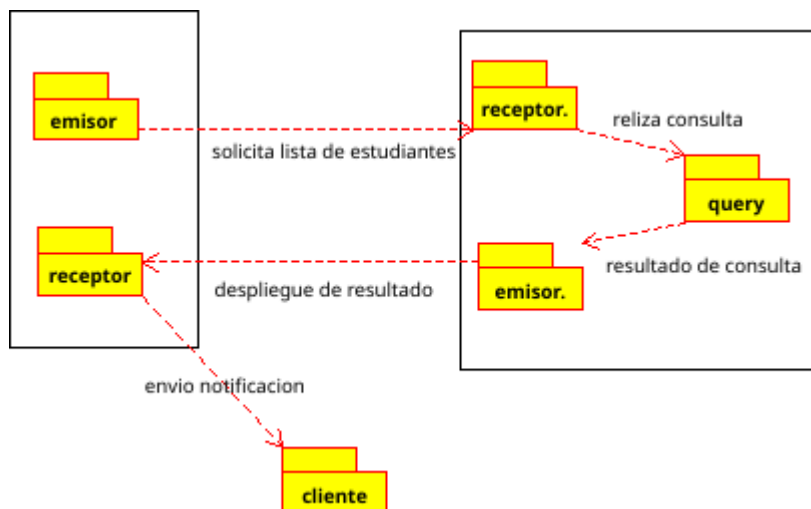 emisor
receptor.
reliza consulta
solicita lista de estudiantes
query
receptor
emisor.
resultado de consulta
despliegue de resultado
envio notificacion
cliente